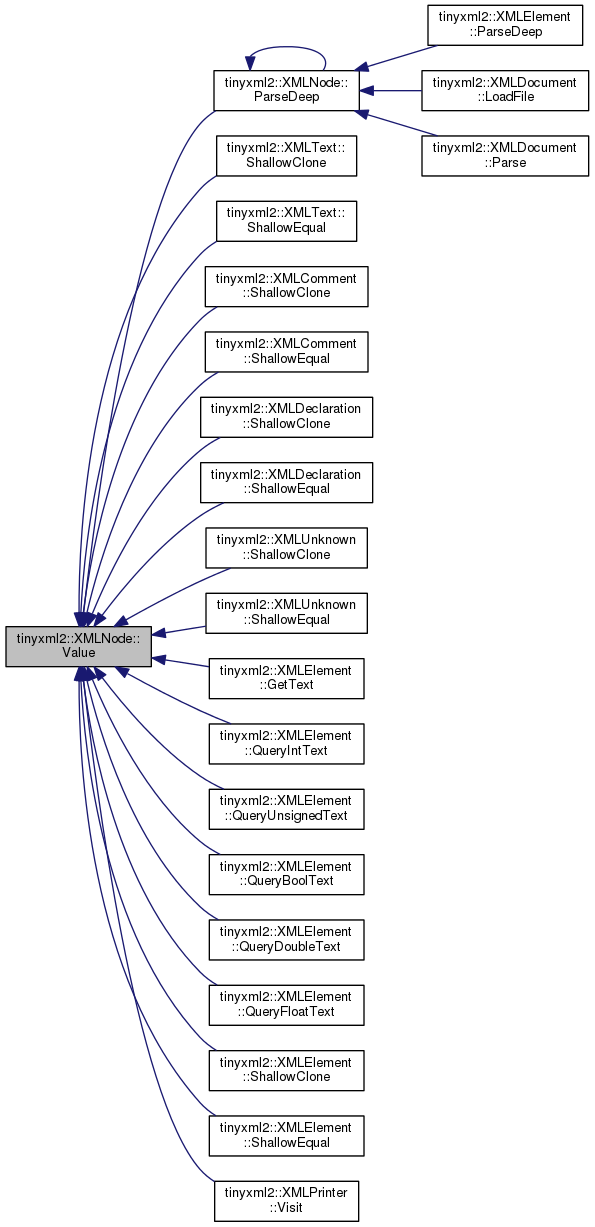 tinyxml2::XMLElement
::ParseDeep
tinyxml2::XMLNode::
ParseDeep
tinyxml2::XMLDocument
::LoadFile
tinyxml2::XMLDocument
::Parse
tinyxml2::XMLText::
ShallowClone
tinyxml2::XMLText::
ShallowEqual
tinyxml2::XMLComment
::ShallowClone
tinyxml2::XMLComment
::ShallowEqual
tinyxml2::XMLDeclaration
::ShallowClone
tinyxml2::XMLDeclaration
::ShallowEqual
tinyxml2::XMLUnknown
::ShallowClone
tinyxml2::XMLUnknown
::ShallowEqual
tinyxml2::XMLNode::
Value
tinyxml2::XMLElement
::GetText
tinyxml2::XMLElement
::QueryIntText
tinyxml2::XMLElement
::QueryUnsignedText
tinyxml2::XMLElement
::QueryBoolText
tinyxml2::XMLElement
::QueryDoubleText
tinyxml2::XMLElement
::QueryFloatText
tinyxml2::XMLElement
::ShallowClone
tinyxml2::XMLElement
::ShallowEqual
tinyxml2::XMLPrinter
::Visit